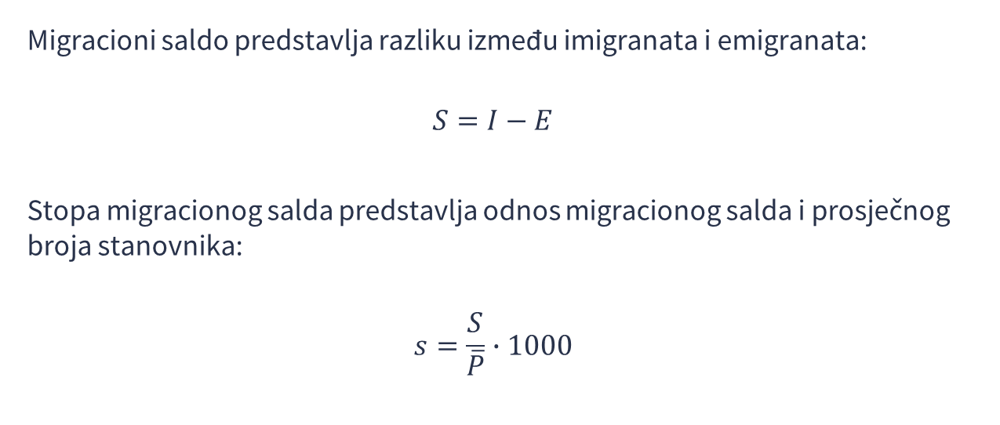 Migracioni saldo predstavlja razliku između imigranata i emigranata:
S = I − E
Stopa migracionog salda predstavlja odnos migracionog salda i prosječnog
broja stanovnika:
s = S/P̅ · 1000